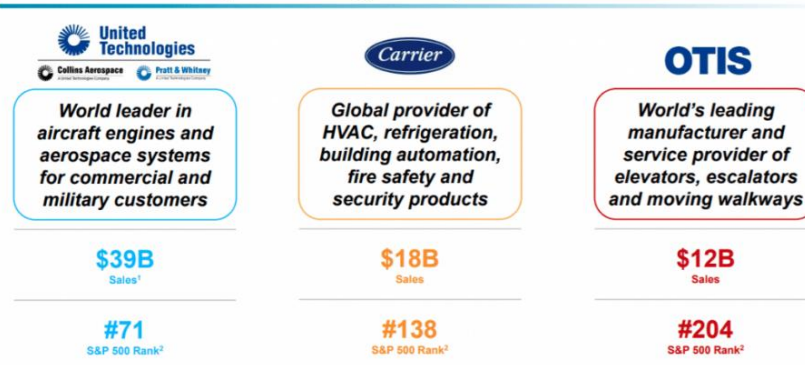 United
Technologies
Collins Aerospace
Pratt & Whitney
World leader in
aircraft engines and
aerospace systems
for commercial and
military customers
$39B
Sales¹
#71
S&P 500 Rank²
Carrier
Global provider of
HVAC, refrigeration,
building automation,
fire safety and
security products
$18B
Sales
#138
S&P 500 Rank²
OTIS
World's leading
manufacturer and
service provider of
elevators, escalators
and moving walkways
$12B
Sales
#204
S&P 500 Rank²